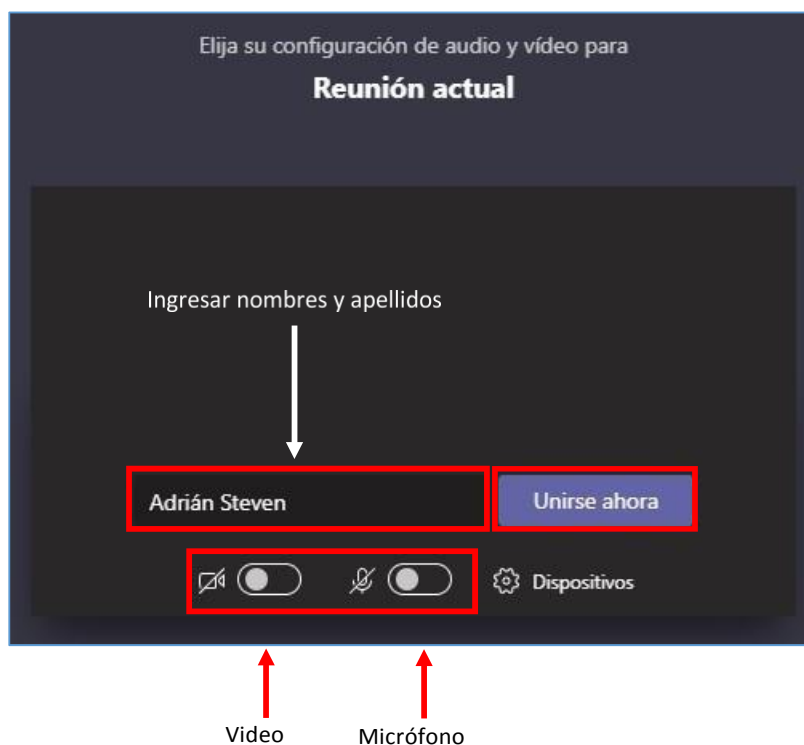 Elija su configuración de audio y vídeo para
Reunión actual
Ingresar nombres y apellidos
Adrián Steven
Unirse ahora
Dispositivos
Video
Micrófono